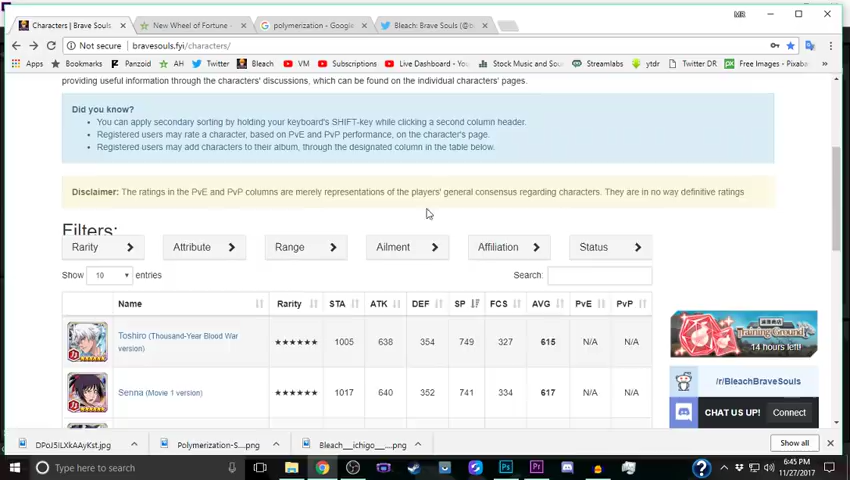 Characters | Brave Souls
New Wheel of Fortune -
polymerization - Google
Bleach: Brave Souls (@b
MR
Not secure | bravesouls.fyi/characters/
Apps Bookmarks Panzoid AH Twitter Bleach VM Subscriptions Live Dashboard - You Stock Music and Sou Streamlabs ytdr Twitter DR Free Images - Pixaba »
providing useful information through the characters' discussions, which can be found on the individual characters' pages.
Did you know?
• You can apply secondary sorting by holding your keyboard's SHIFT-key while clicking a second column header.
• Registered users may rate a character, based on PvE and PvP performance, on the character's page.
• Registered users may add characters to their album, through the designated column in the table below.
Disclaimer: The ratings in the PvE and PvP columns are merely representations of the players' general consensus regarding characters. They are in no way definitive ratings
Filters:
Rarity Attribute Range Ailment Affiliation Status
Show 10 entries Search:
Name Rarity STA ATK DEF SP FCS AVG PvE PvP
Toshiro (Thousand-Year Blood War
version)
★★★★★★ 1005 638 354 749 327 615 N/A N/A
Senna (Movie 1 version) ★★★★★★ 1017 640 352 741 334 617 N/A N/A
Training Ground
14 hours left!
/r/BleachBraveSouls
CHAT US UP! Connect
DPoJ5ILXkAAyKst.jpg
Polymerization-S....png
Bleach__ichigo__....png
Show all
Type here to search
6:45 PM
11/27/2017